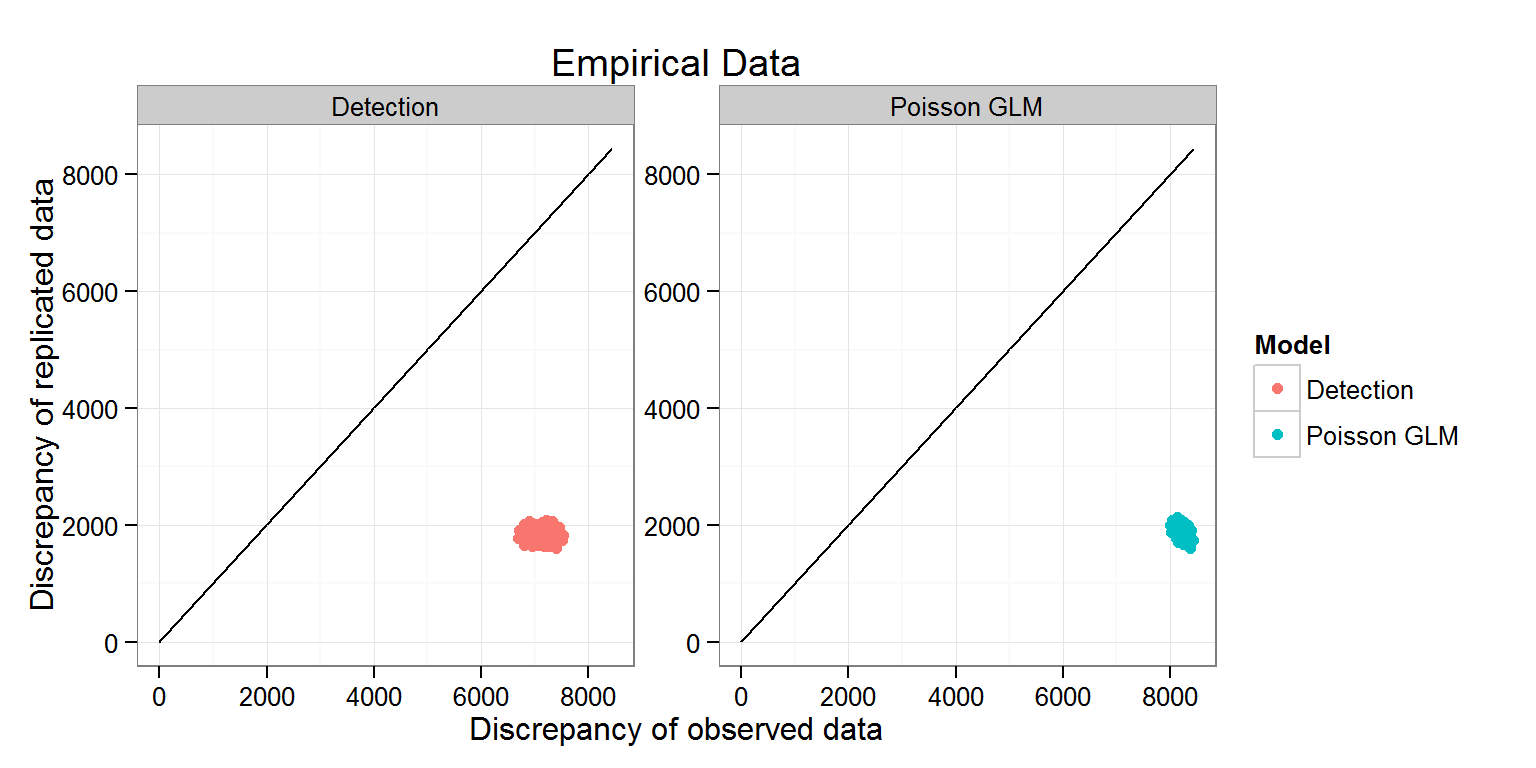 Empirical Data
Detection
Poisson GLM
Discrepancy of replicated data
8000
6000
4000
2000
0
8000
6000
4000
2000
0
0 2000 4000 6000 8000
0 2000 4000 6000 8000
Discrepancy of observed data
Model
Detection
Poisson GLM